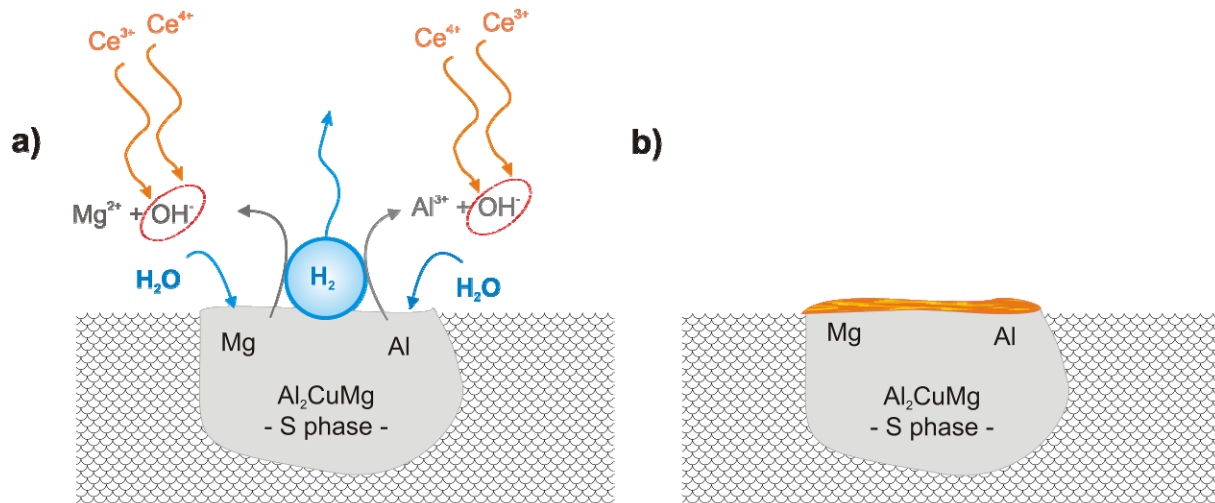 Ce³⁺ Ce⁴⁺
Ce⁴⁺ Ce³⁺
a)
b)
Mg²⁺ + OH⁻
Al³⁺ + OH⁻
H₂O
H₂
H₂O
Mg
Al
Al₂CuMg
- S phase -
Mg
Al
Al₂CuMg
- S phase -